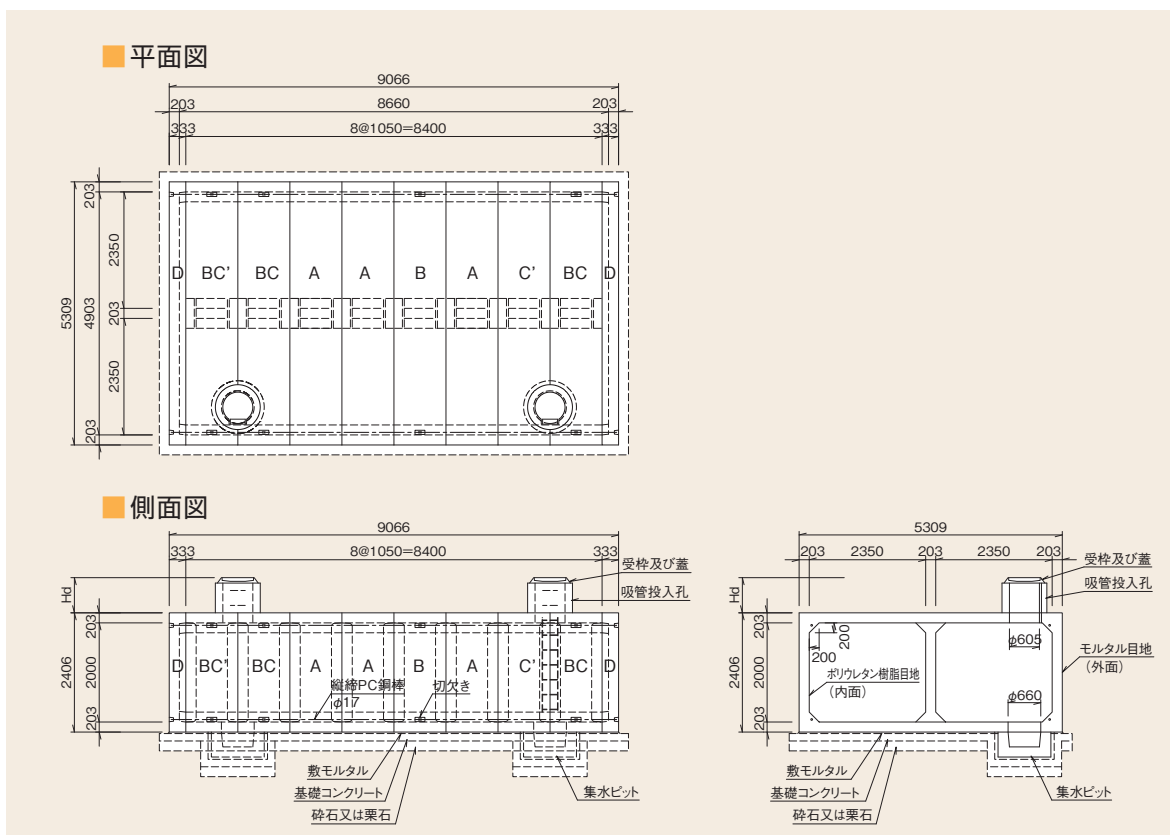 平面図
9066
203 8660 203
333 8@1050=8400 333
203
2350
5309 4903 203
2350
203
D BC' BC A A B A C' BC D
側面図
9066
333 8@1050=8400 333
受枠及び蓋
吸管投入孔
Hd
203
2406 2000
203
D BC' BC A A B A C' BC D
縦締PC鋼棒
φ17
切欠き
敷モルタル
基礎コンクリート
砕石又は栗石
集水ピット
5309
203 2350 203 2350 203
受枠及び蓋
吸管投入孔
Hd
203
2406 2000
203
200
200
φ605
モルタル目地
(外面)
ポリウレタン樹脂目地
(内面)
φ660
敷モルタル
基礎コンクリート
砕石又は栗石
集水ピット